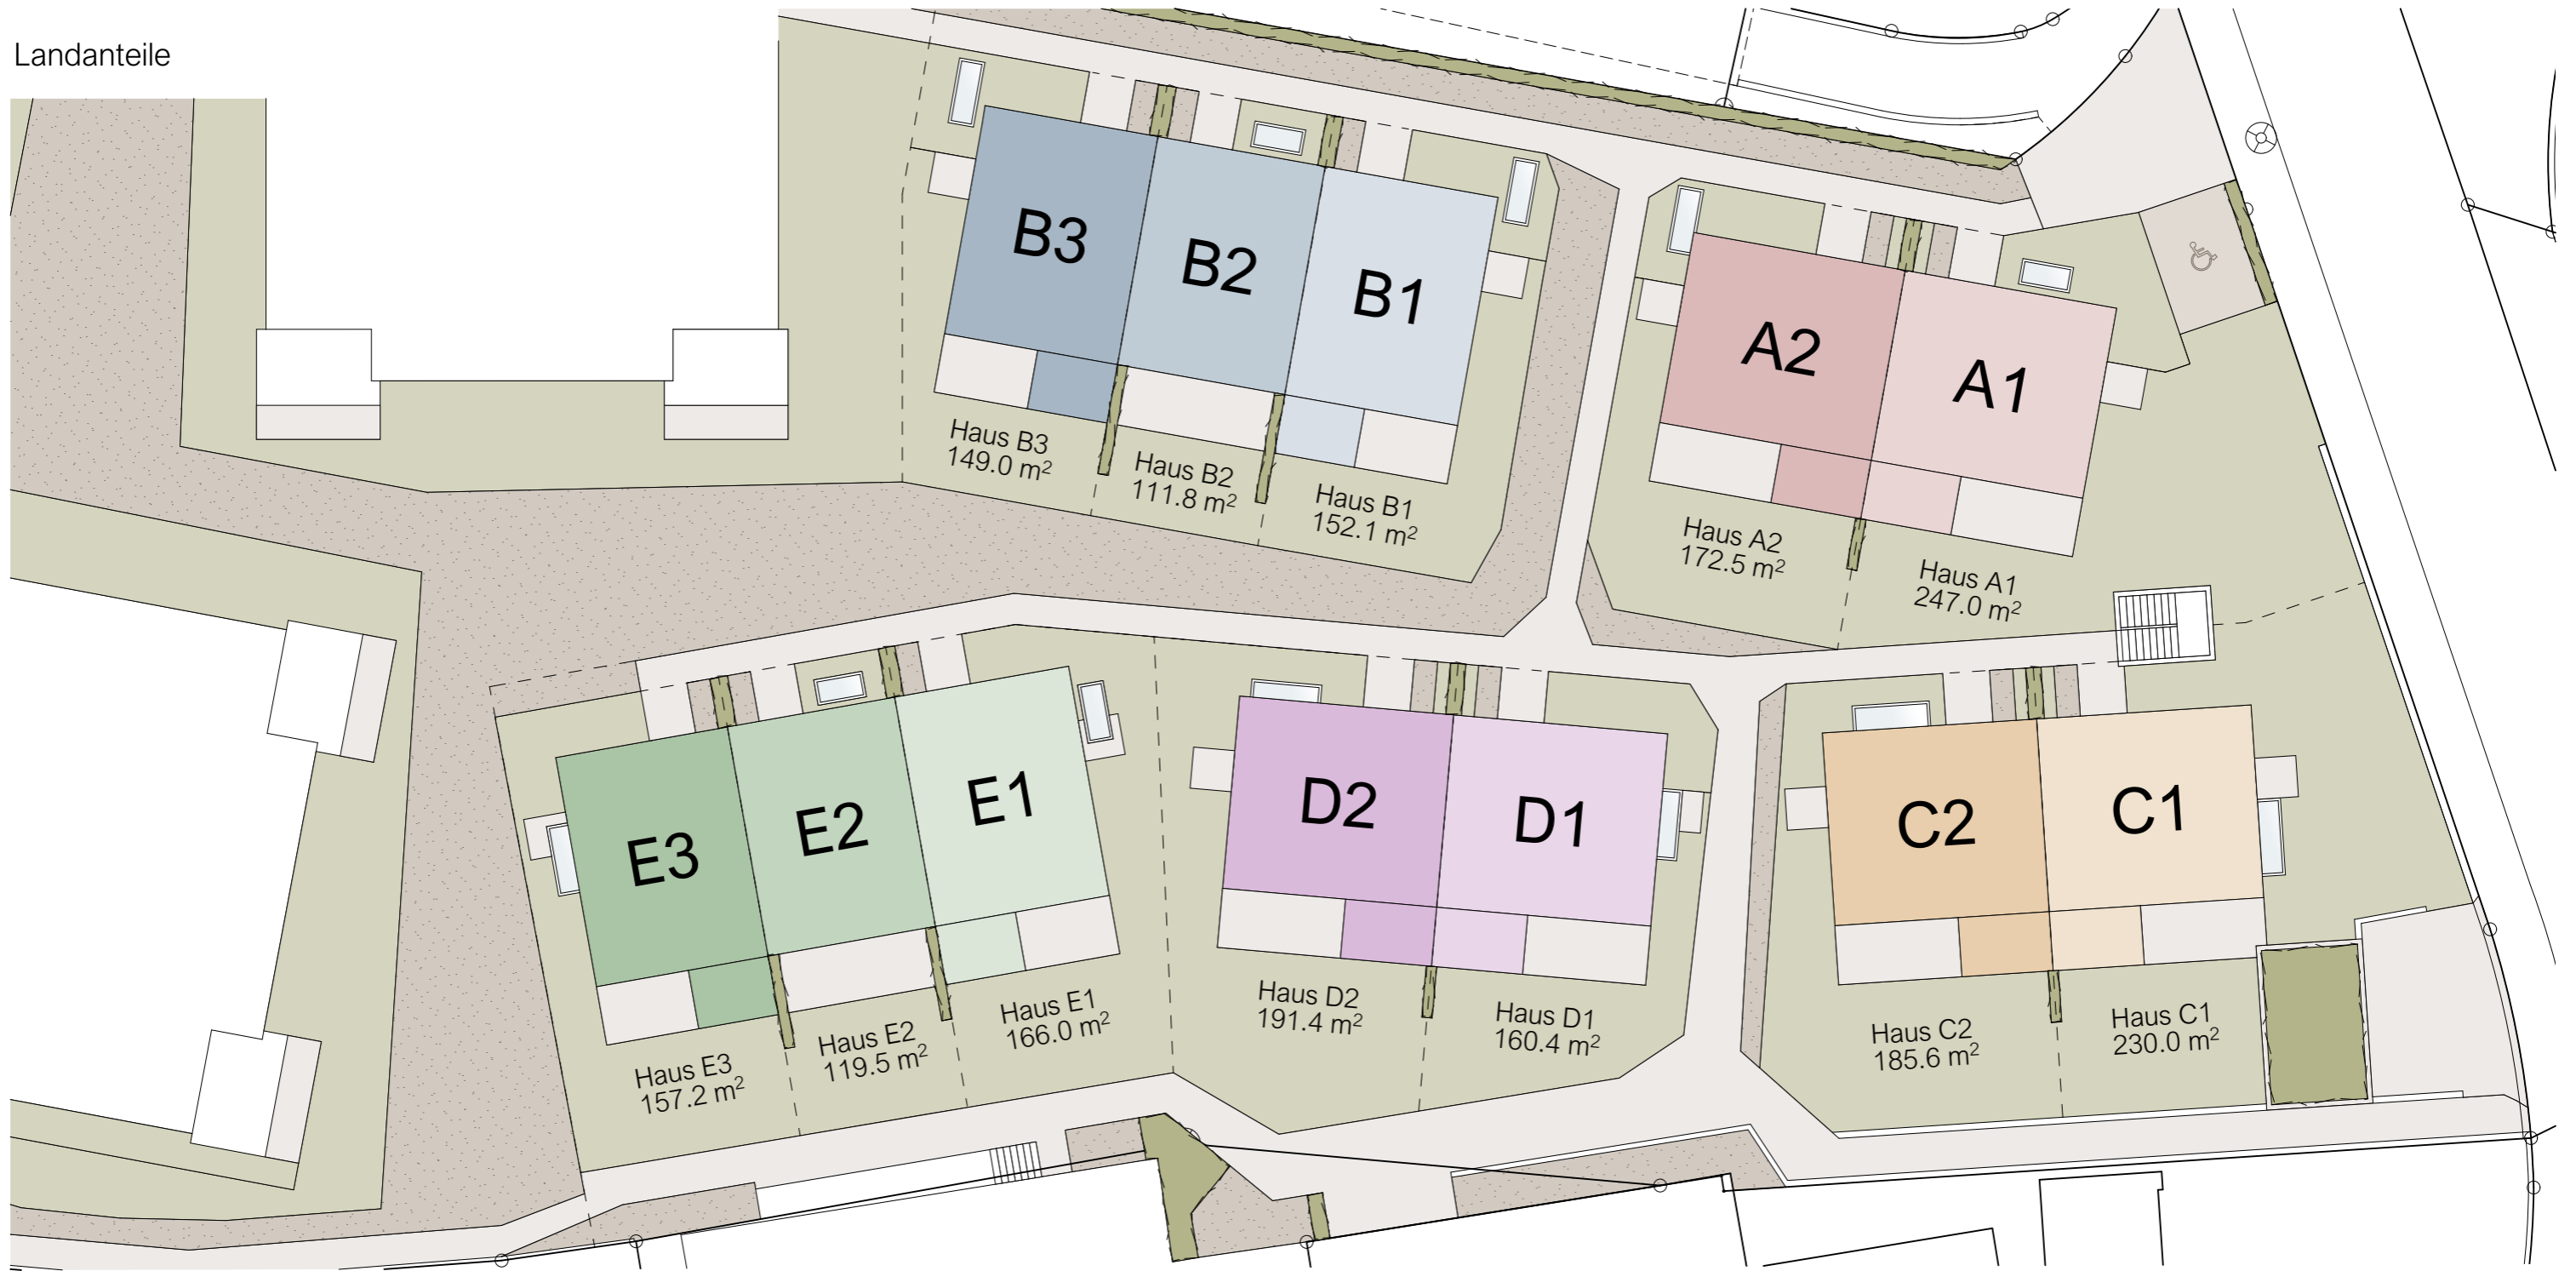 Landanteile
B3
B2
B1
A2
A1
Haus B3
149.0 m²
Haus B2
111.8 m²
Haus B1
152.1 m²
Haus A2
172.5 m²
Haus A1
247.0 m²
E3
E2
E1
D2
D1
C2
C1
Haus E3
157.2 m²
Haus E2
119.5 m²
Haus E1
166.0 m²
Haus D2
191.4 m²
Haus D1
160.4 m²
Haus C2
185.6 m²
Haus C1
230.0 m²